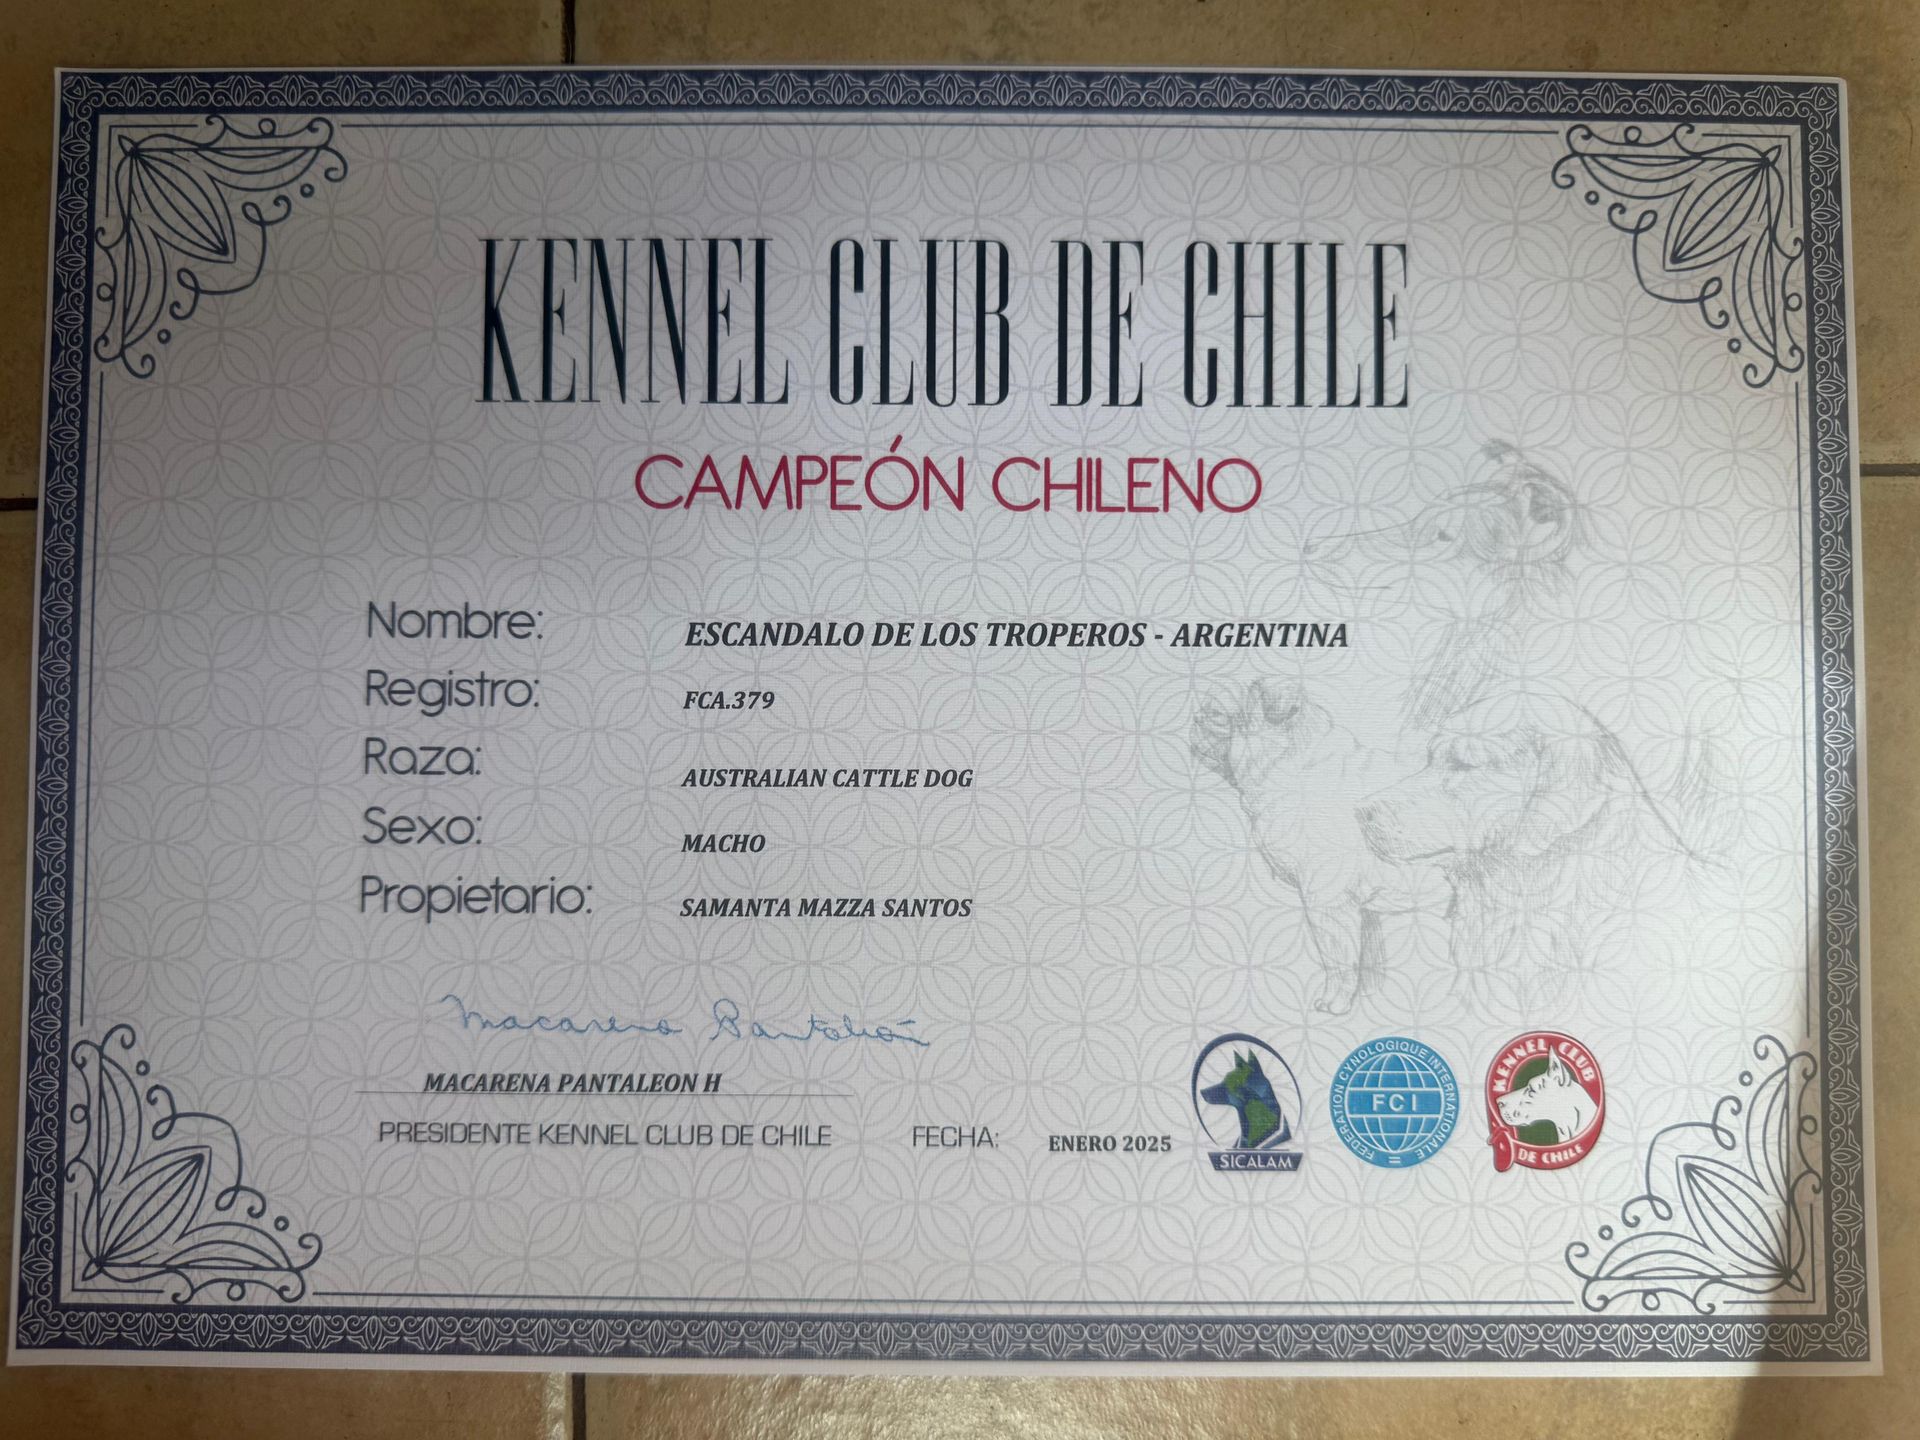 KENNEL CLUB DE CHILE
CAMPEÓN CHILENO
Nombre: ESCANDALO DE LOS TROPEROS - ARGENTINA
Registro: FCA.379
Raza: AUSTRALIAN CATTLE DOG
Sexo: MACHO
Propietario: SAMANTA MAZZA SANTOS
Macarena Pantaleón
MACARENA PANTALEON H
PRESIDENTE KENNEL CLUB DE CHILE FECHA: ENERO 2025
SICALAM
FEDERATION CYNOLOGIQUE INTERNATIONALE
FCI
KENNEL CLUB
DE CHILE